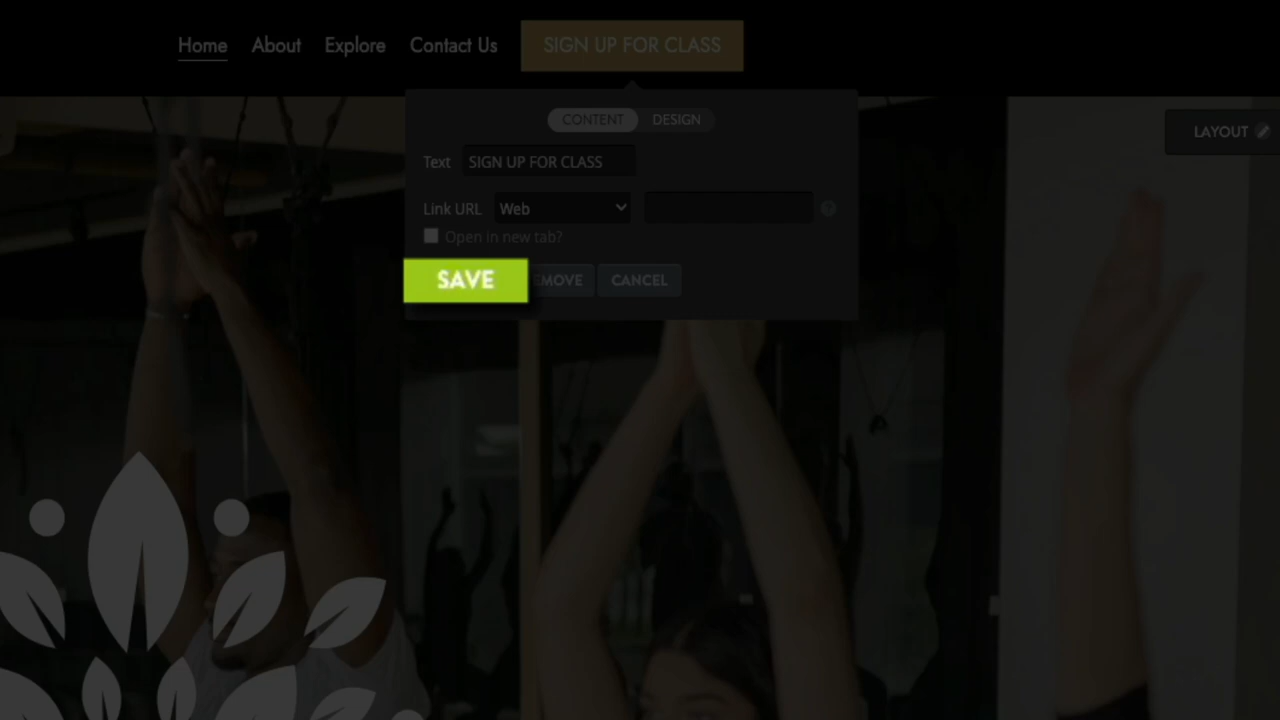 Home About Explore Contact Us SIGN UP FOR CLASS
CONTENT DESIGN
LAYOUT
Text SIGN UP FOR CLASS
Link URL Web
Open in new tab?
SAVE EMOVE CANCEL